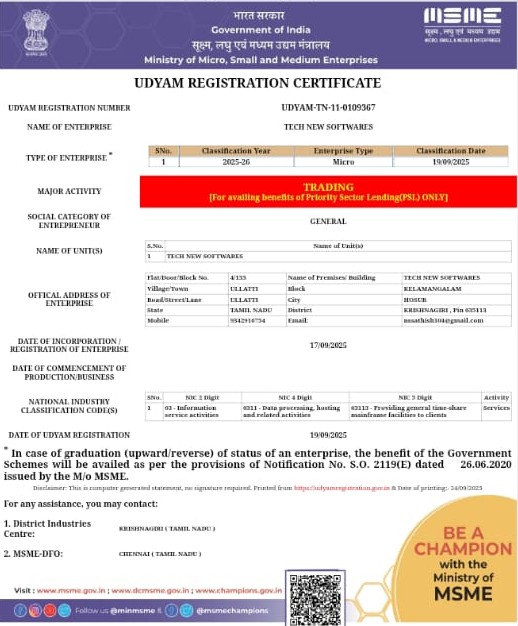 भारत सरकार
Government of India
सूक्ष्म, लघु एवं मध्यम उद्यम मंत्रालय
Ministry of Micro, Small and Medium Enterprises
MSME
सूक्ष्म, लघु एवं मध्यम उद्यम
MICRO, SMALL & MEDIUM ENTERPRISES
UDYAM REGISTRATION CERTIFICATE
UDYAM REGISTRATION NUMBER UDYAM-TN-11-0109367
NAME OF ENTERPRISE TECH NEW SOFTWARES
TYPE OF ENTERPRISE *
SNo. Classification Year Enterprise Type Classification Date
1 2025-26 Micro 19/09/2025
MAJOR ACTIVITY TRADING
[For availing benefits of Priority Sector Lending(PSL) ONLY]
SOCIAL CATEGORY OF ENTREPRENEUR GENERAL
NAME OF UNIT(S)
S.No. Name of Unit(s)
1 TECH NEW SOFTWARES
OFFICAL ADDRESS OF ENTERPRISE
Flat/Door/Block No. 4/155 Name of Premises/ Building TECH NEW SOFTWARES
Village/Town ULLATTI Block KELAMANGALAM
Road/Street/Lane ULLATTI City HOSUR
State TAMIL NADU District KRISHNAGIRI , Pin 635113
Mobile Email:
DATE OF INCORPORATION / REGISTRATION OF ENTERPRISE 17/09/2025
DATE OF COMMENCEMENT OF PRODUCTION/BUSINESS
NATIONAL INDUSTRY CLASSIFICATION CODE(S)
SNo. NIC 2 Digit NIC 4 Digit NIC 5 Digit Activity
1 63 - Information service activities 6311 - Data processing, hosting and related activities 63113 - Providing general time-share mainframe facilities to clients Services
DATE OF UDYAM REGISTRATION 19/09/2025
* In case of graduation (upward/reverse) of status of an enterprise, the benefit of the Government
Schemes will be availed as per the provisions of Notification No. S.O. 2119(E) dated 26.06.2020
issued by the M/o MSME.
Disclaimer: This is computer generated statement, no signature required. Printed from https://udyamregistration.gov.in & Date of printing:- 24/09/2025
For any assistance, you may contact:
1. District Industries Centre: KRISHNAGIRI ( TAMIL NADU )
2. MSME-DFO: CHENNAI ( TAMIL NADU )
Visit : www.msme.gov.in ; www.dcmsme.gov.in ; www.champions.gov.in
Follow us @minmsme & @msmechampions
BE A
CHAMPION
with the
Ministry of
MSME